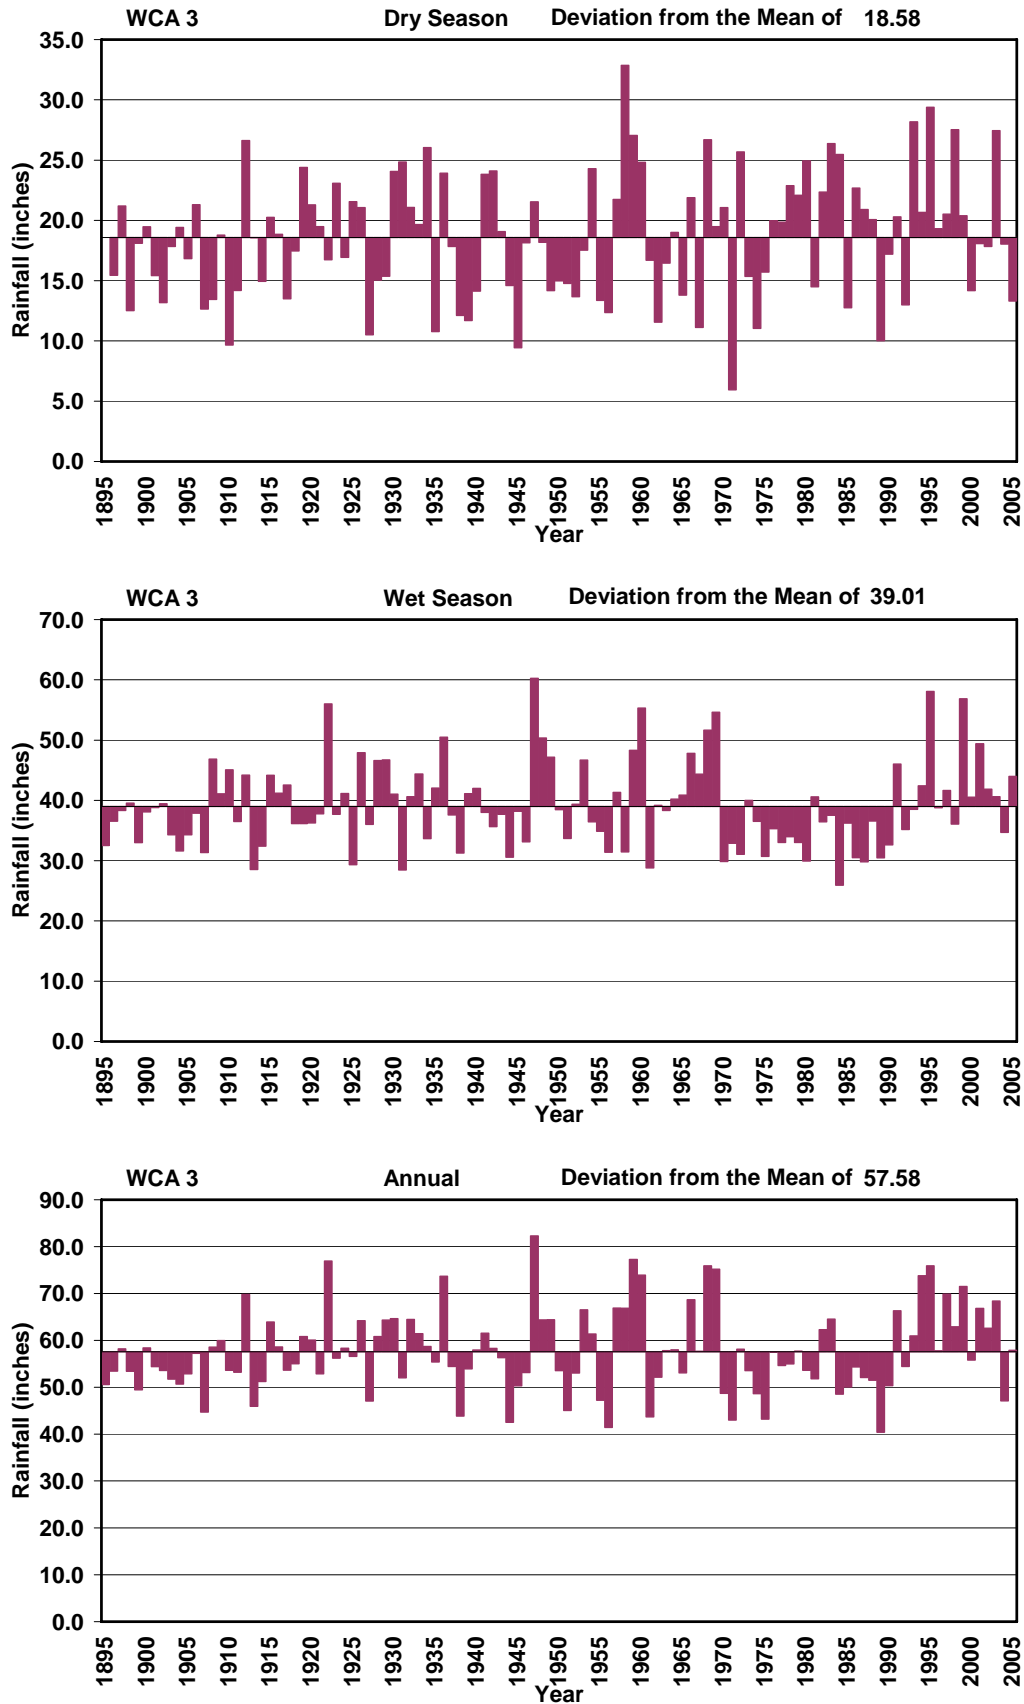 WCA 3 Dry Season Deviation from the Mean of 18.58
35.0
30.0
25.0
20.0
15.0
10.0
5.0
0.0
Rainfall (inches)
1895 1900 1905 1910 1915 1920 1925 1930 1935 1940 1945 1950 1955 1960 1965 1970 1975 1980 1985 1990 1995 2000 2005
Year
WCA 3 Wet Season Deviation from the Mean of 39.01
70.0
60.0
50.0
40.0
30.0
20.0
10.0
0.0
Rainfall (inches)
1895 1900 1905 1910 1915 1920 1925 1930 1935 1940 1945 1950 1955 1960 1965 1970 1975 1980 1985 1990 1995 2000 2005
Year
WCA 3 Annual Deviation from the Mean of 57.58
90.0
80.0
70.0
60.0
50.0
40.0
30.0
20.0
10.0
0.0
Rainfall (inches)
1895 1900 1905 1910 1915 1920 1925 1930 1935 1940 1945 1950 1955 1960 1965 1970 1975 1980 1985 1990 1995 2000 2005
Year